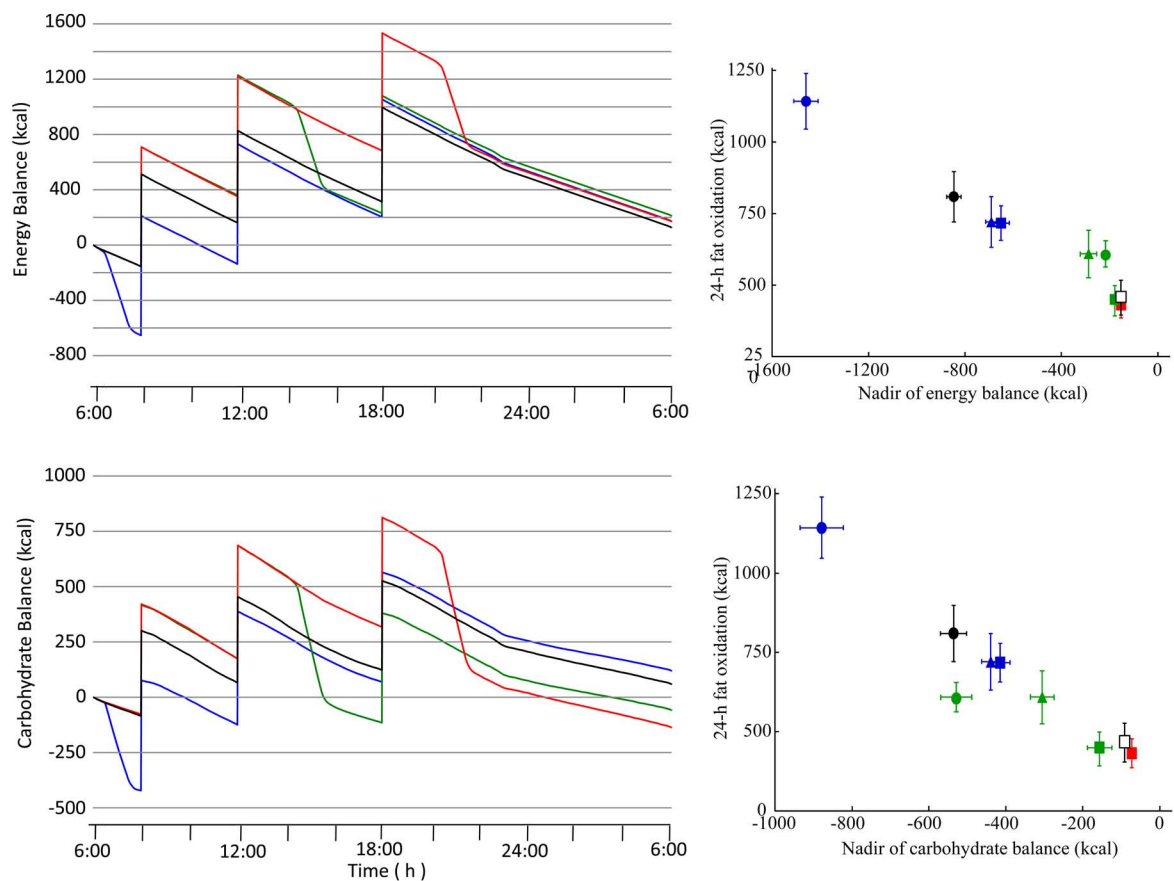 1600
1200
800
400
0
-400
-800
Energy Balance (kcal)
6:00 12:00 18:00 24:00 6:00
1250
1000
750
500
25
0
24-h fat oxidation (kcal)
-1600 -1200 -800 -400 0
Nadir of energy balance (kcal)
1000
750
500
250
0
-250
-500
Carbohydrate Balance (kcal)
6:00 12:00 18:00 24:00 6:00
Time ( h )
1250
1000
750
500
0
24-h fat oxidation (kcal)
-1000 -800 -600 -400 -200 0
Nadir of carbohydrate balance (kcal)